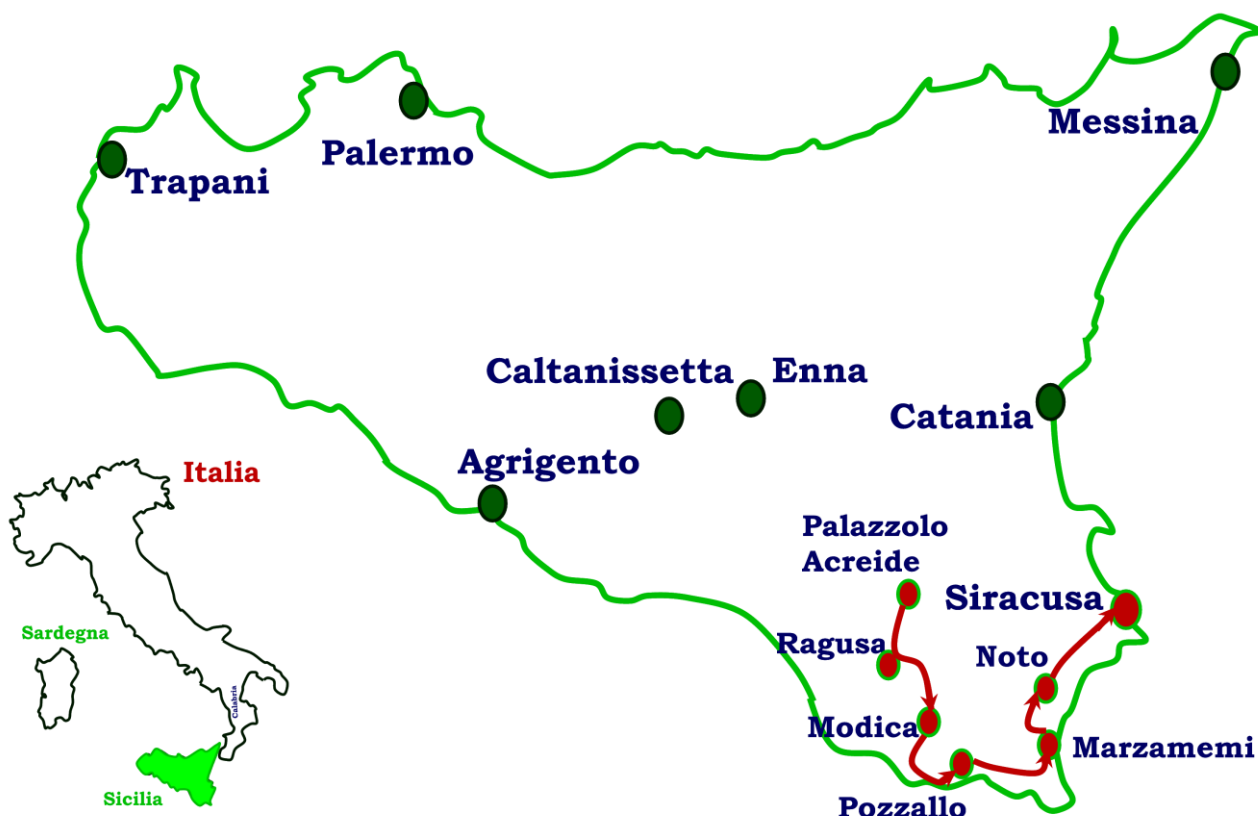 Messina
Palermo
Trapani
Caltanissetta
Enna
Catania
Agrigento
Italia
Palazzolo
Acreide
Siracusa
Sardegna
Ragusa
Noto
Calabria
Modica
Marzamemi
Sicilia
Pozzallo